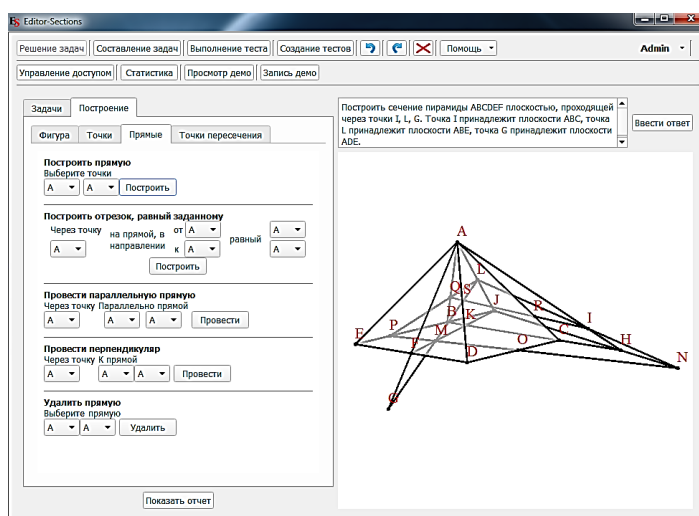 Editor-Sections
Решение задач Составление задач Выполнение теста Создание тестов Помощь Admin
Управление доступом Статистика Просмотр демо Запись демо
Задачи Построение
Фигура Точки Прямые Точки пересечения
Построить прямую
Выберите точки
A A Построить
Построить отрезок, равный заданному
Через точку на прямой, в направлении от A к A равный A A
A
Построить
Провести параллельную прямую
Через точку Параллельно прямой
A A A Провести
Провести перпендикуляр
Через точку К прямой
A A A Провести
Удалить прямую
Выберите прямую
A A Удалить
Показать отчет
Построить сечение пирамиды ABCDEF плоскостью, проходящей
через точки I, L, G. Точка I принадлежит плоскости ABC, точка
L принадлежит плоскости ABE, точка G принадлежит плоскости
ADE.
Ввести ответ
A
L
Q S
J
B K R I
P M C H
E F D O N
G